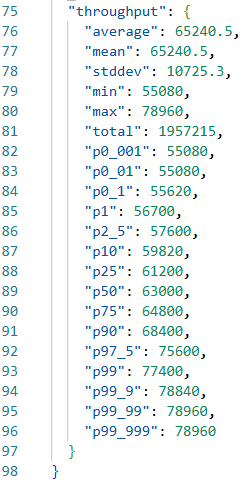 75 "throughput": {
76 "average": 65240.5,
77 "mean": 65240.5,
78 "stddev": 10725.3,
79 "min": 55080,
80 "max": 78960,
81 "total": 1957215,
82 "p0_001": 55080,
83 "p0_01": 55080,
84 "p0_1": 55620,
85 "p1": 56700,
86 "p2_5": 57600,
87 "p10": 59820,
88 "p25": 61200,
89 "p50": 63000,
90 "p75": 64800,
91 "p90": 68400,
92 "p97_5": 75600,
93 "p99": 77400,
94 "p99_9": 78840,
95 "p99_99": 78960,
96 "p99_999": 78960
97 }
98 }